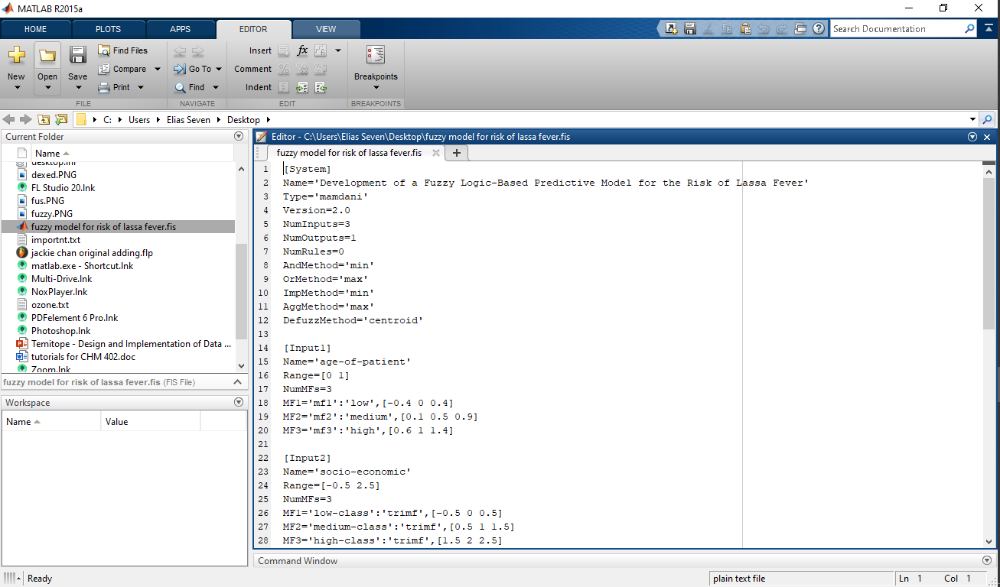 MATLAB R2015a
HOME PLOTS APPS EDITOR VIEW
Search Documentation
New Open Save
Find Files
Compare
Print
FILE
Go To
Find
NAVIGATE
Insert fx
Comment
Indent
EDIT
Breakpoints
BREAKPOINTS
C: Users Elias Seven Desktop
Current Folder
Name
desktop.ini
dexed.PNG
FL Studio 20.lnk
fus.PNG
fuzzy.PNG
fuzzy model for risk of lassa fever.fis
importnt.txt
jackie chan original adding.flp
matlab.exe - Shortcut.lnk
Multi-Drive.lnk
NoxPlayer.lnk
ozone.txt
PDFelement 6 Pro.lnk
Photoshop.lnk
Temitope - Design and Implementation of Data ...
tutorials for CHM 402.doc
Zoom.lnk
fuzzy model for risk of lassa fever.fis (FIS File)
Workspace
Name Value
Editor - C:\Users\Elias Seven\Desktop\fuzzy model for risk of lassa fever.fis
fuzzy model for risk of lassa fever.fis
1 [System]
2 Name='Development of a Fuzzy Logic-Based Predictive Model for the Risk of Lassa Fever'
3 Type='mamdani'
4 Version=2.0
5 NumInputs=3
6 NumOutputs=1
7 NumRules=0
8 AndMethod='min'
9 OrMethod='max'
10 ImpMethod='min'
11 AggMethod='max'
12 DefuzzMethod='centroid'
13
14 [Input1]
15 Name='age-of-patient'
16 Range=[0 1]
17 NumMFs=3
18 MF1='mf1':'low',[-0.4 0 0.4]
19 MF2='mf2':'medium',[0.1 0.5 0.9]
20 MF3='mf3':'high',[0.6 1 1.4]
21
22 [Input2]
23 Name='socio-economic'
24 Range=[-0.5 2.5]
25 NumMFs=3
26 MF1='low-class':'trimf',[-0.5 0 0.5]
27 MF2='medium-class':'trimf',[0.5 1 1.5]
28 MF3='high-class':'trimf',[1.5 2 2.5]
Command Window
Ready
plain text file
Ln 1 Col 1